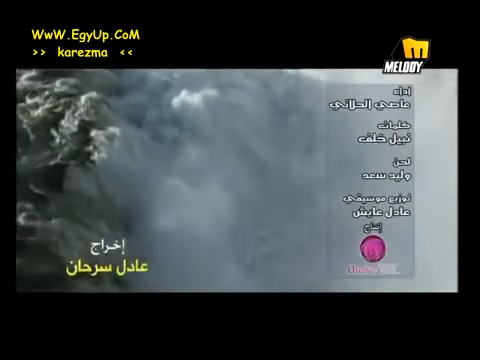 WwW.EgyUp.CoM
>> karezma <<
MELODY
إداء
عاصي الحلاني
كلمات
نبيل خلف
لحن
وليد سعد
توزيع موسيقي
عادل عايش
إنتاج
إخراج
عادل سرحان